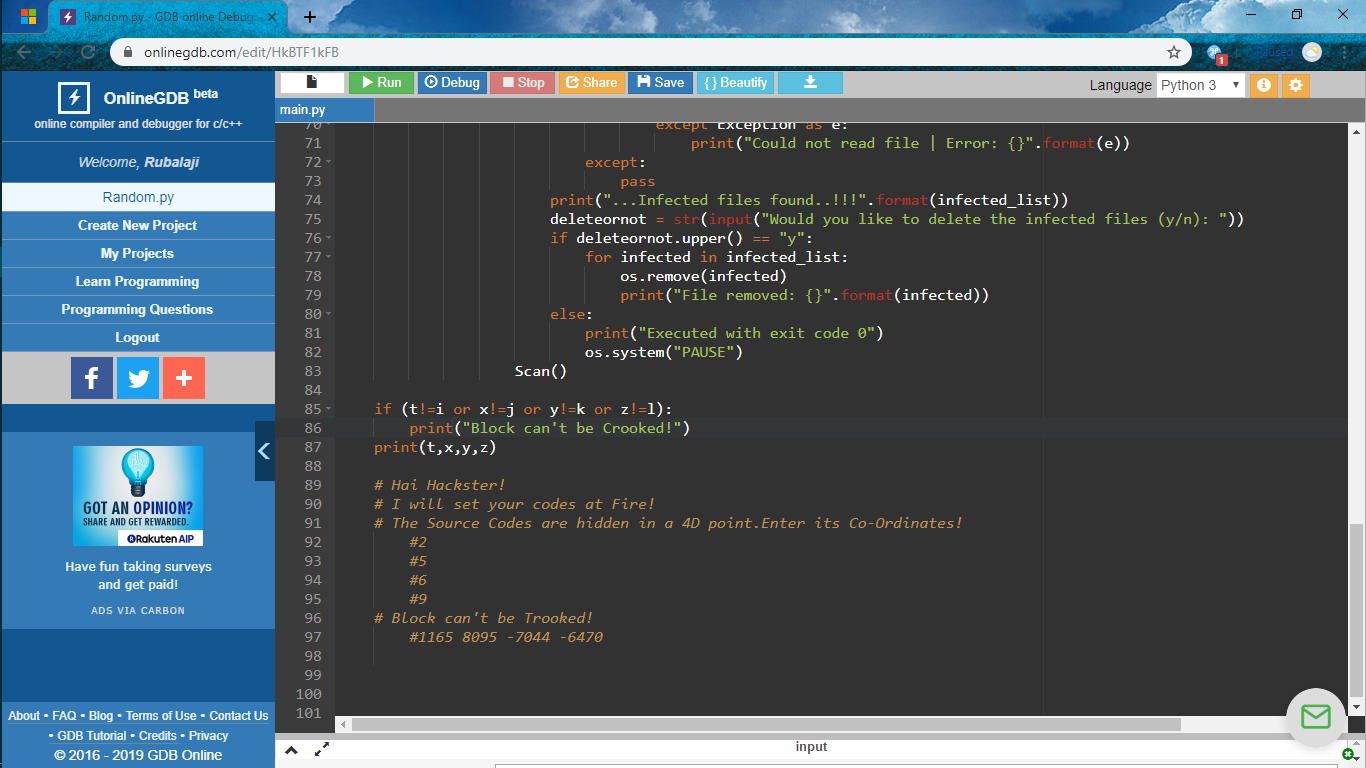 Random.py - GDB online Debug
onlinegdb.com/edit/HkBTF1kFB
Paused
1
OnlineGDB beta
online compiler and debugger for c/c++
Welcome, Rubalaji
Random.py
Create New Project
My Projects
Learn Programming
Programming Questions
Logout
GOT AN OPINION?
SHARE AND GET REWARDED.
Rakuten AIP
Have fun taking surveys
and get paid!
ADS VIA CARBON
About • FAQ • Blog • Terms of Use • Contact Us
• GDB Tutorial • Credits • Privacy
© 2016 - 2019 GDB Online
Run Debug Stop Share Save { } Beautify
Language Python 3
main.py
70 except Exception as e:
71 print("Could not read file | Error: {}".format(e))
72 except:
73 pass
74 print("...Infected files found..!!!".format(infected_list))
75 deleteornot = str(input("Would you like to delete the infected files (y/n): "))
76 if deleteornot.upper() == "y":
77 for infected in infected_list:
78 os.remove(infected)
79 print("File removed: {}".format(infected))
80 else:
81 print("Executed with exit code 0")
82 os.system("PAUSE")
83 Scan()
84
85 if (t!=i or x!=j or y!=k or z!=l):
86 print("Block can't be Crooked!")
87 print(t,x,y,z)
88
89 # Hai Hackster!
90 # I will set your codes at Fire!
91 # The Source Codes are hidden in a 4D point.Enter its Co-Ordinates!
92 #2
93 #5
94 #6
95 #9
96 # Block can't be Trooked!
97 #1165 8095 -7044 -6470
98
99
100
101
input